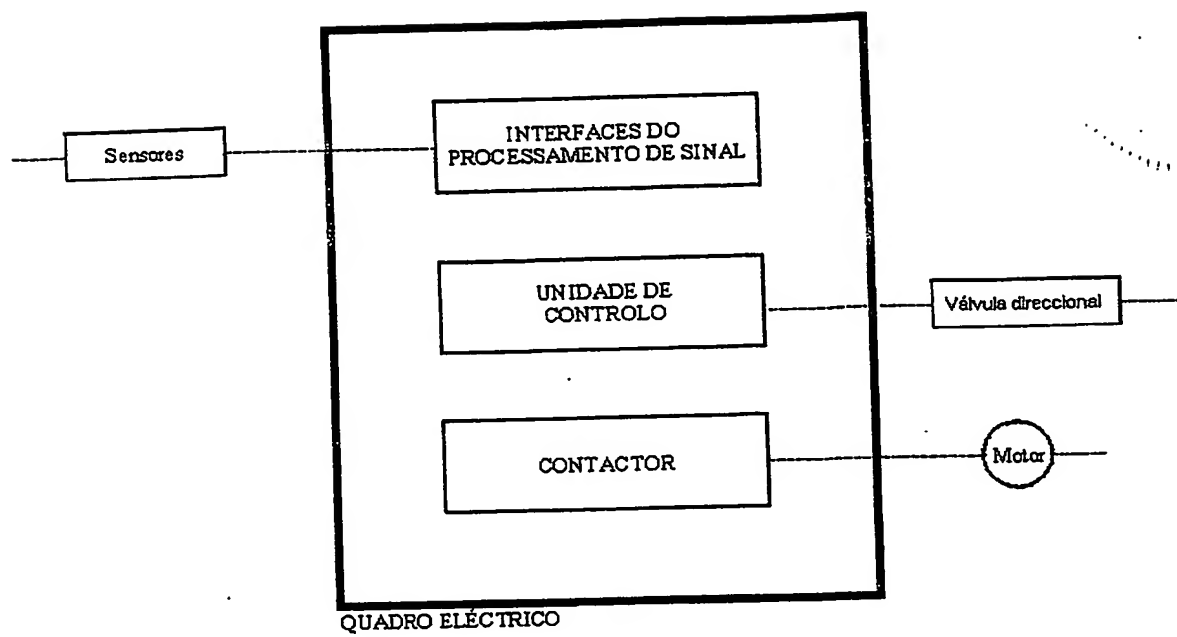 Sensores
INTERFACES DO
PROCESSAMENTO DE SINAL
UNIDADE DE
CONTROLO
Válvula direccional
CONTACTOR
Motor
QUADRO ELÉCTRICO